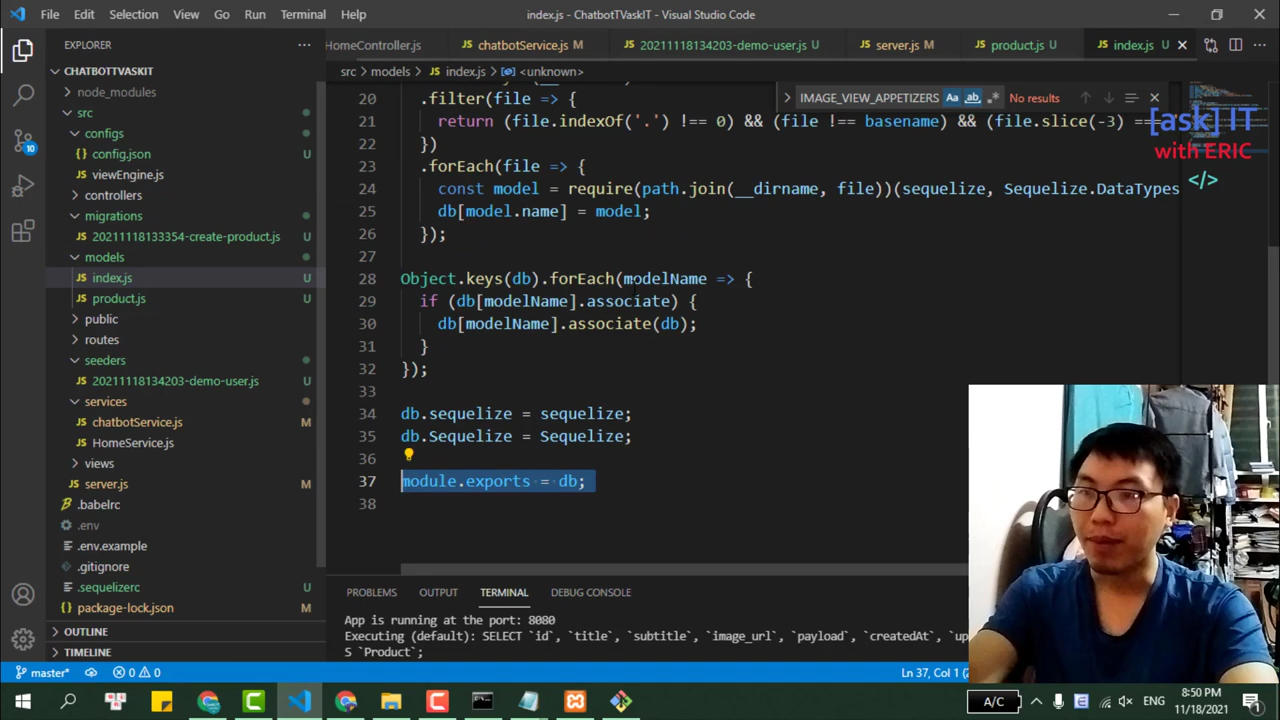 File Edit Selection View Go Run Terminal Help
index.js - ChatbotTVaskIT - Visual Studio Code
EXPLORER
CHATBOTTVASKIT
node_modules
src
configs
config.json
viewEngine.js
controllers
migrations
20211118133354-create-product.js U
models
index.js U
product.js U
public
routes
seeders
20211118134203-demo-user.js U
services
chatbotService.js M
HomeService.js
views
server.js M
.babelrc
.env
.env.example
.gitignore
.sequelizerc U
package-lock.json M
OUTLINE
TIMELINE
HomeController.js chatbotService.js M 20211118134203-demo-user.js U server.js M product.js U index.js U
src > models > index.js > <unknown>
IMAGE_VIEW_APPETIZERS Aa ab No results
20 .filter(file => {
21 return (file.indexOf('.') !== 0) && (file !== basename) && (file.slice(-3) ==
22 })
23 .forEach(file => {
24 const model = require(path.join(__dirname, file))(sequelize, Sequelize.DataTypes
25 db[model.name] = model;
26 });
27
28 Object.keys(db).forEach(modelName => {
29 if (db[modelName].associate) {
30 db[modelName].associate(db);
31 }
32 });
33
34 db.sequelize = sequelize;
35 db.Sequelize = Sequelize;
36
37 module.exports = db;
38
[ask] IT
with ERIC
</>
PROBLEMS OUTPUT TERMINAL DEBUG CONSOLE
App is running at the port: 8080
Executing (default): SELECT `id`, `title`, `subtitle`, `image_url`, `payload`, `createdAt`, `up
S `Product`;
master* 0 0 Ln 37, Col 1 (2
10
A/C
ENG
8:50 PM
11/18/2021
1